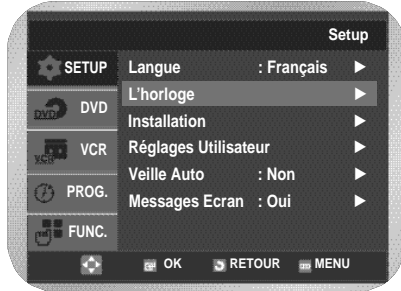 Setup
SETUP
DVD
VCR
PROG.
FUNC.
Langue : Français
L'horloge
Installation
Réglages Utilisateur
Veille Auto : Non
Messages Ecran : Oui
OK RETOUR MENU